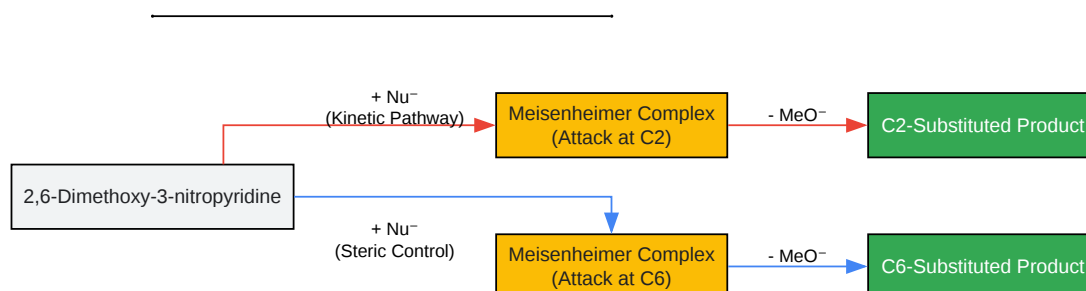 + Nu⁻
(Kinetic Pathway)
Meisenheimer Complex
(Attack at C2)
- MeO⁻
C2-Substituted Product
2,6-Dimethoxy-3-nitropyridine
+ Nu⁻
(Steric Control)
Meisenheimer Complex
(Attack at C6)
- MeO⁻
C6-Substituted Product